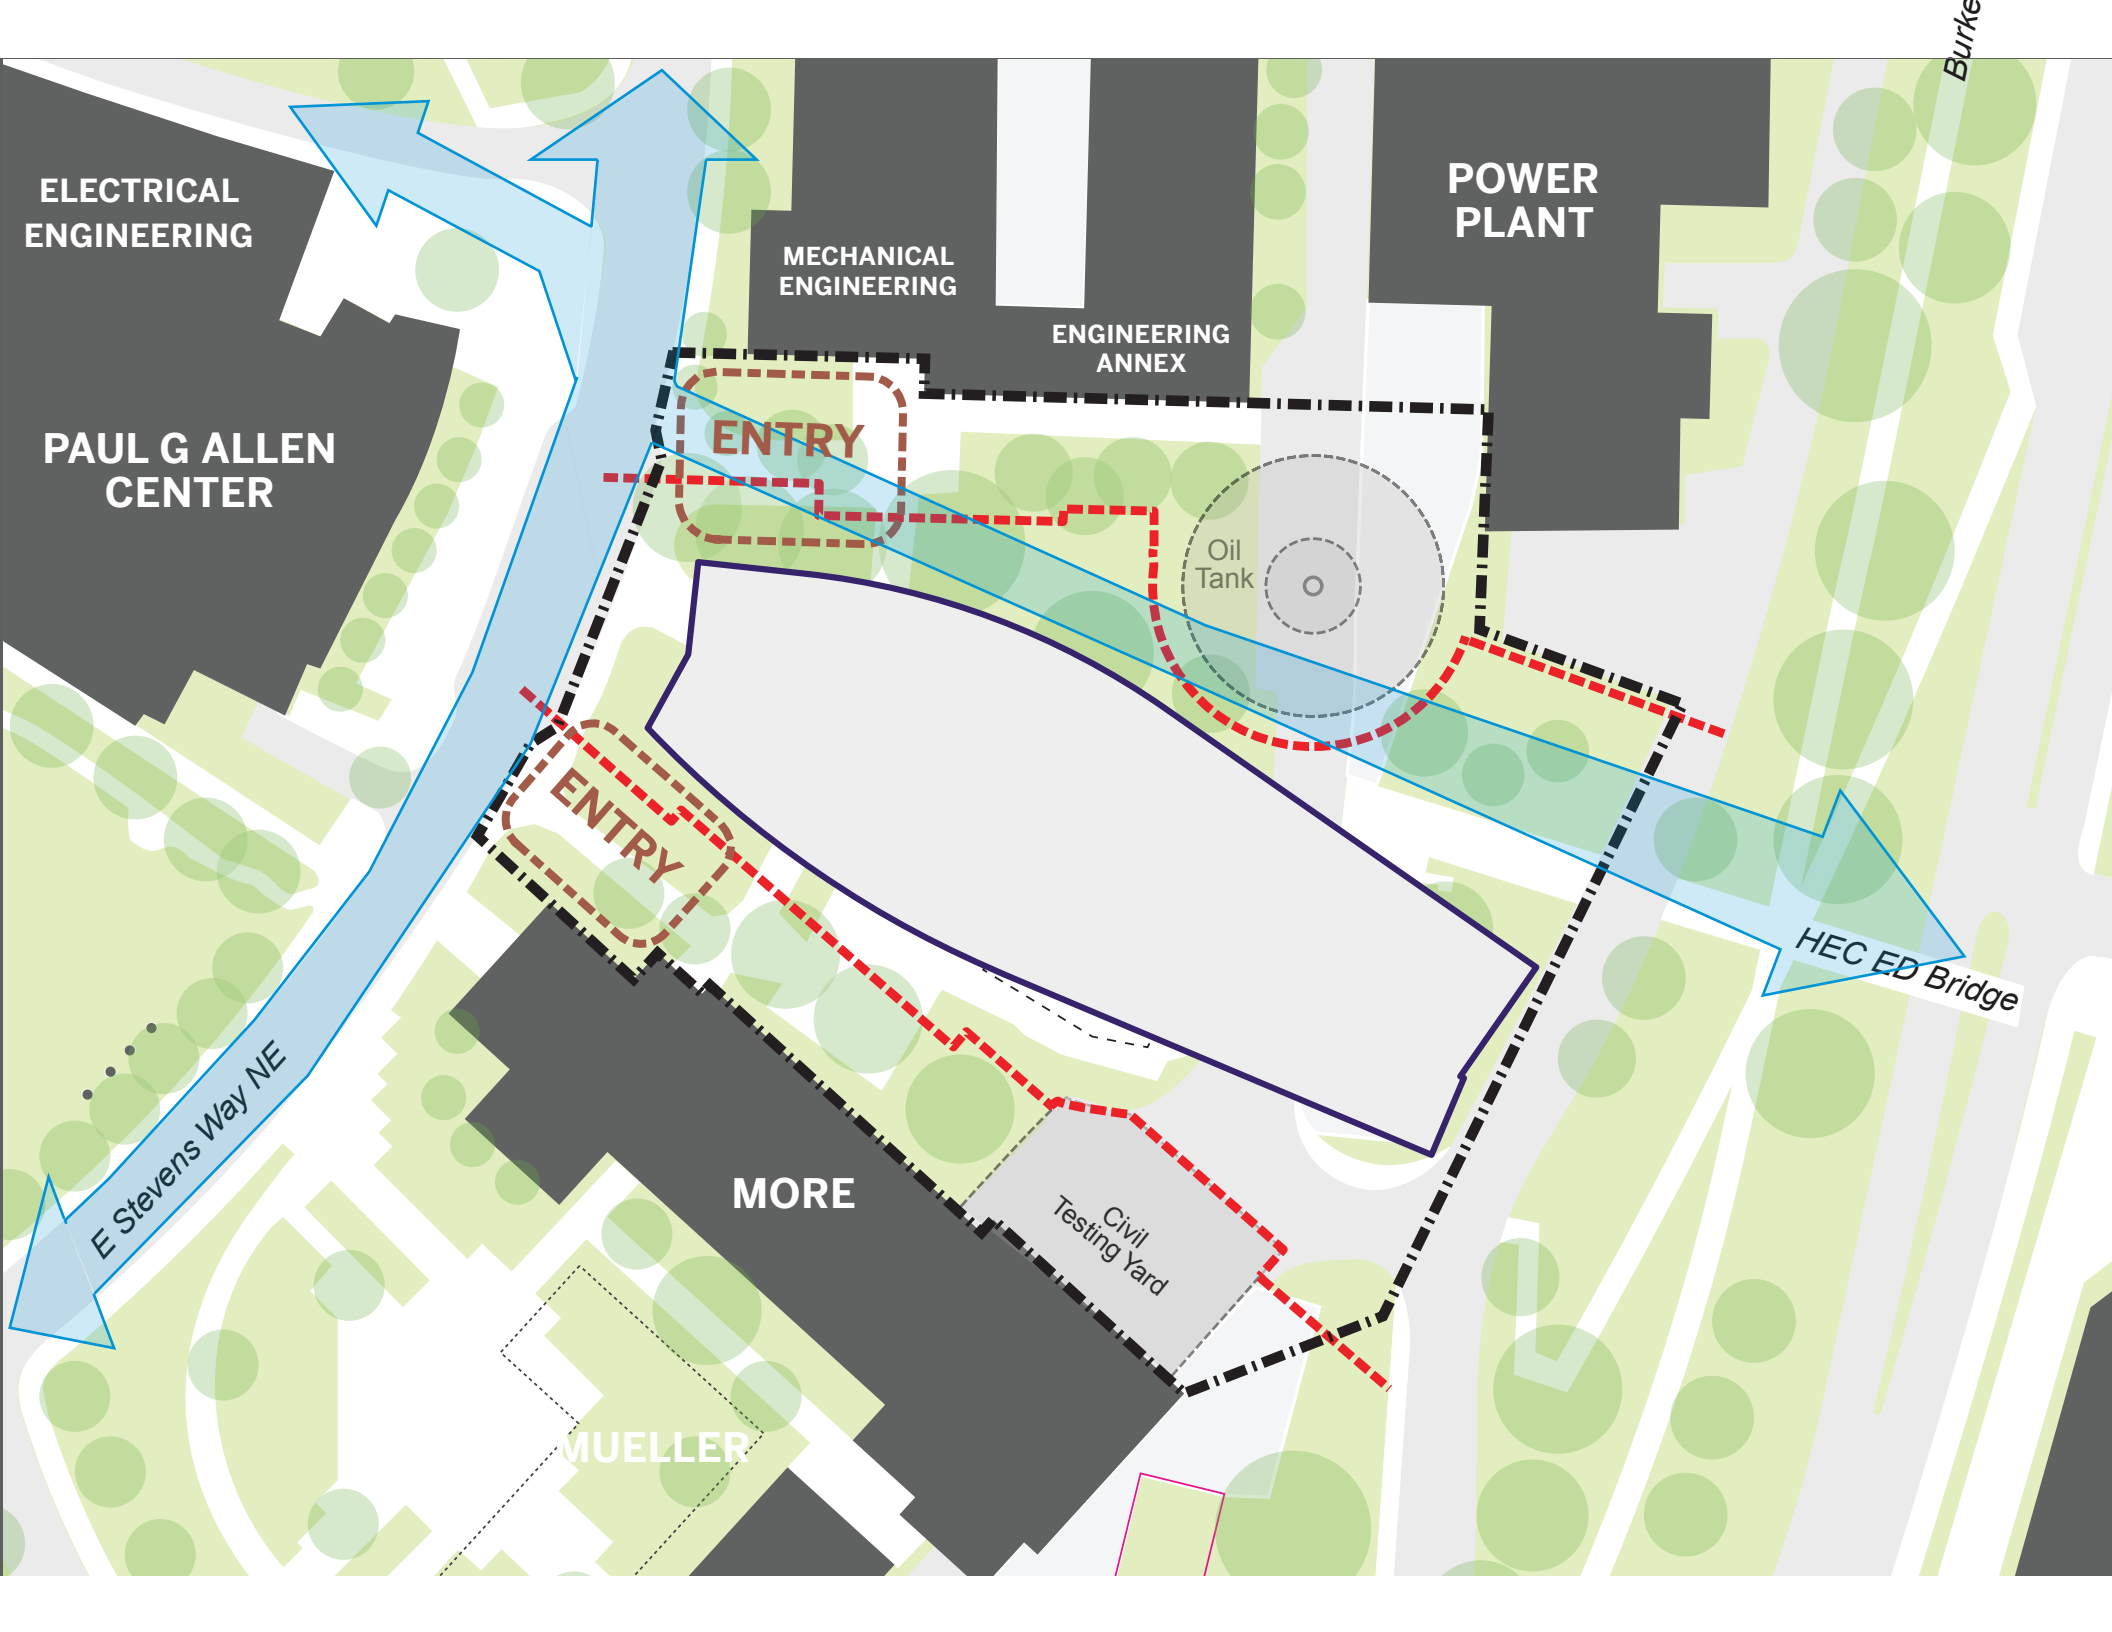 Burke
ELECTRICAL
ENGINEERING
POWER
PLANT
MECHANICAL
ENGINEERING
ENGINEERING
ANNEX
PAUL G ALLEN
CENTER
ENTRY
Oil
Tank
ENTRY
HEC ED Bridge
E Stevens Way NE
MORE
Civil
Testing Yard
MUELLER